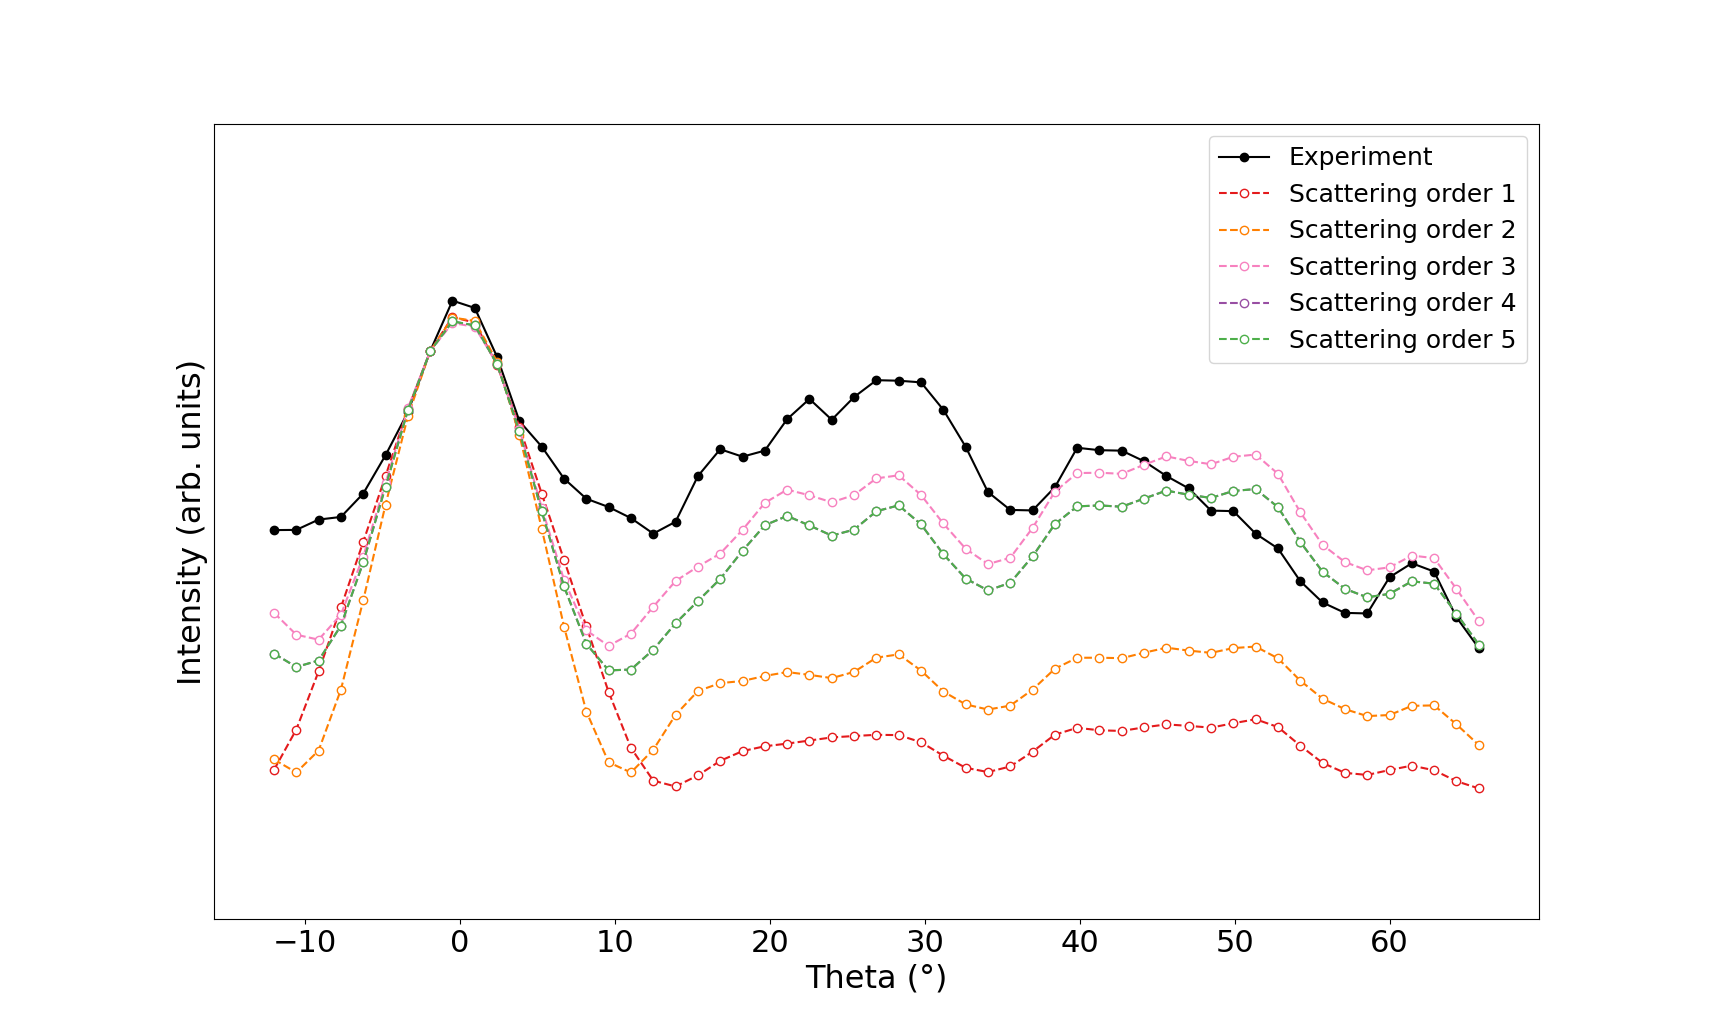 Experiment
Scattering order 1
Scattering order 2
Scattering order 3
Scattering order 4
Scattering order 5
Intensity (arb. units)
−10 0 10 20 30 40 50 60
Theta (°)